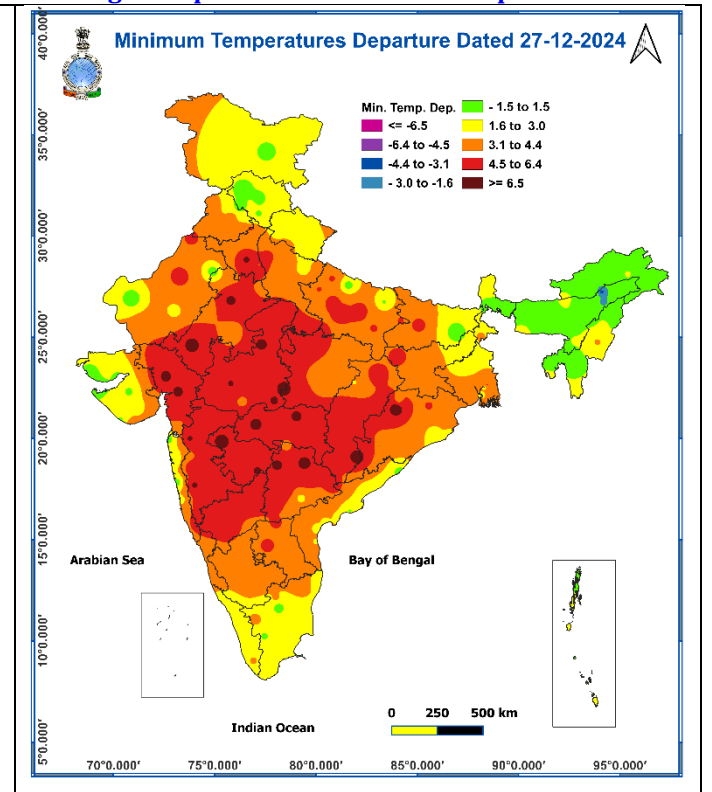 Minimum Temperatures Departure Dated 27-12-2024
Min. Temp. Dep.
<= -6.5
-6.4 to -4.5
-4.4 to -3.1
- 3.0 to -1.6
- 1.5 to 1.5
1.6 to 3.0
3.1 to 4.4
4.5 to 6.4
>= 6.5
40°0.000'
35°0.000'
30°0.000'
25°0.000'
20°0.000'
15°0.000'
10°0.000'
5°0.000'
Arabian Sea
Bay of Bengal
Indian Ocean
0 250 500 km
70°0.000' 75°0.000' 80°0.000' 85°0.000' 90°0.000' 95°0.000'